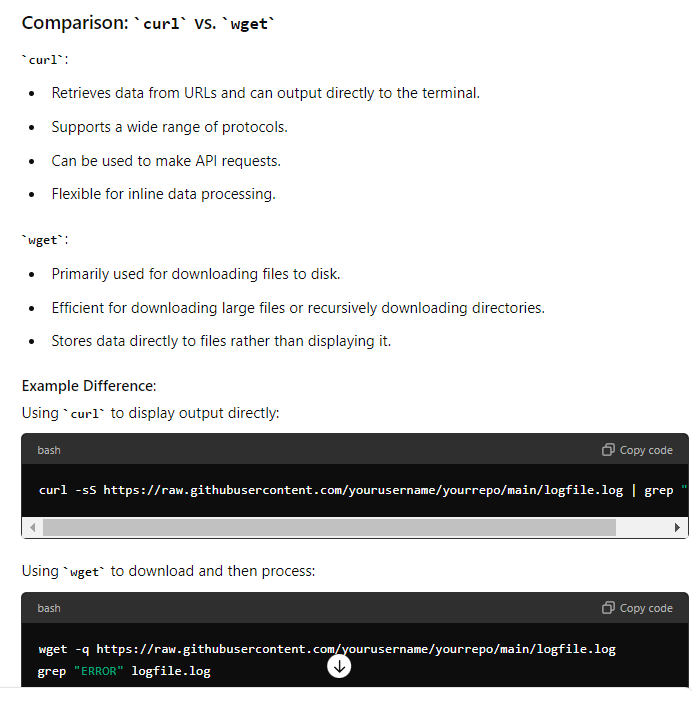 Comparison: `curl` vs. `wget`
`curl`:
• Retrieves data from URLs and can output directly to the terminal.
• Supports a wide range of protocols.
• Can be used to make API requests.
• Flexible for inline data processing.
`wget`:
• Primarily used for downloading files to disk.
• Efficient for downloading large files or recursively downloading directories.
• Stores data directly to files rather than displaying it.
Example Difference:
Using `curl` to display output directly:
bash Copy code
curl -sS https://raw.githubusercontent.com/yourusername/yourrepo/main/logfile.log | grep "
Using `wget` to download and then process:
bash Copy code
wget -q https://raw.githubusercontent.com/yourusername/yourrepo/main/logfile.log
grep "ERROR" logfile.log